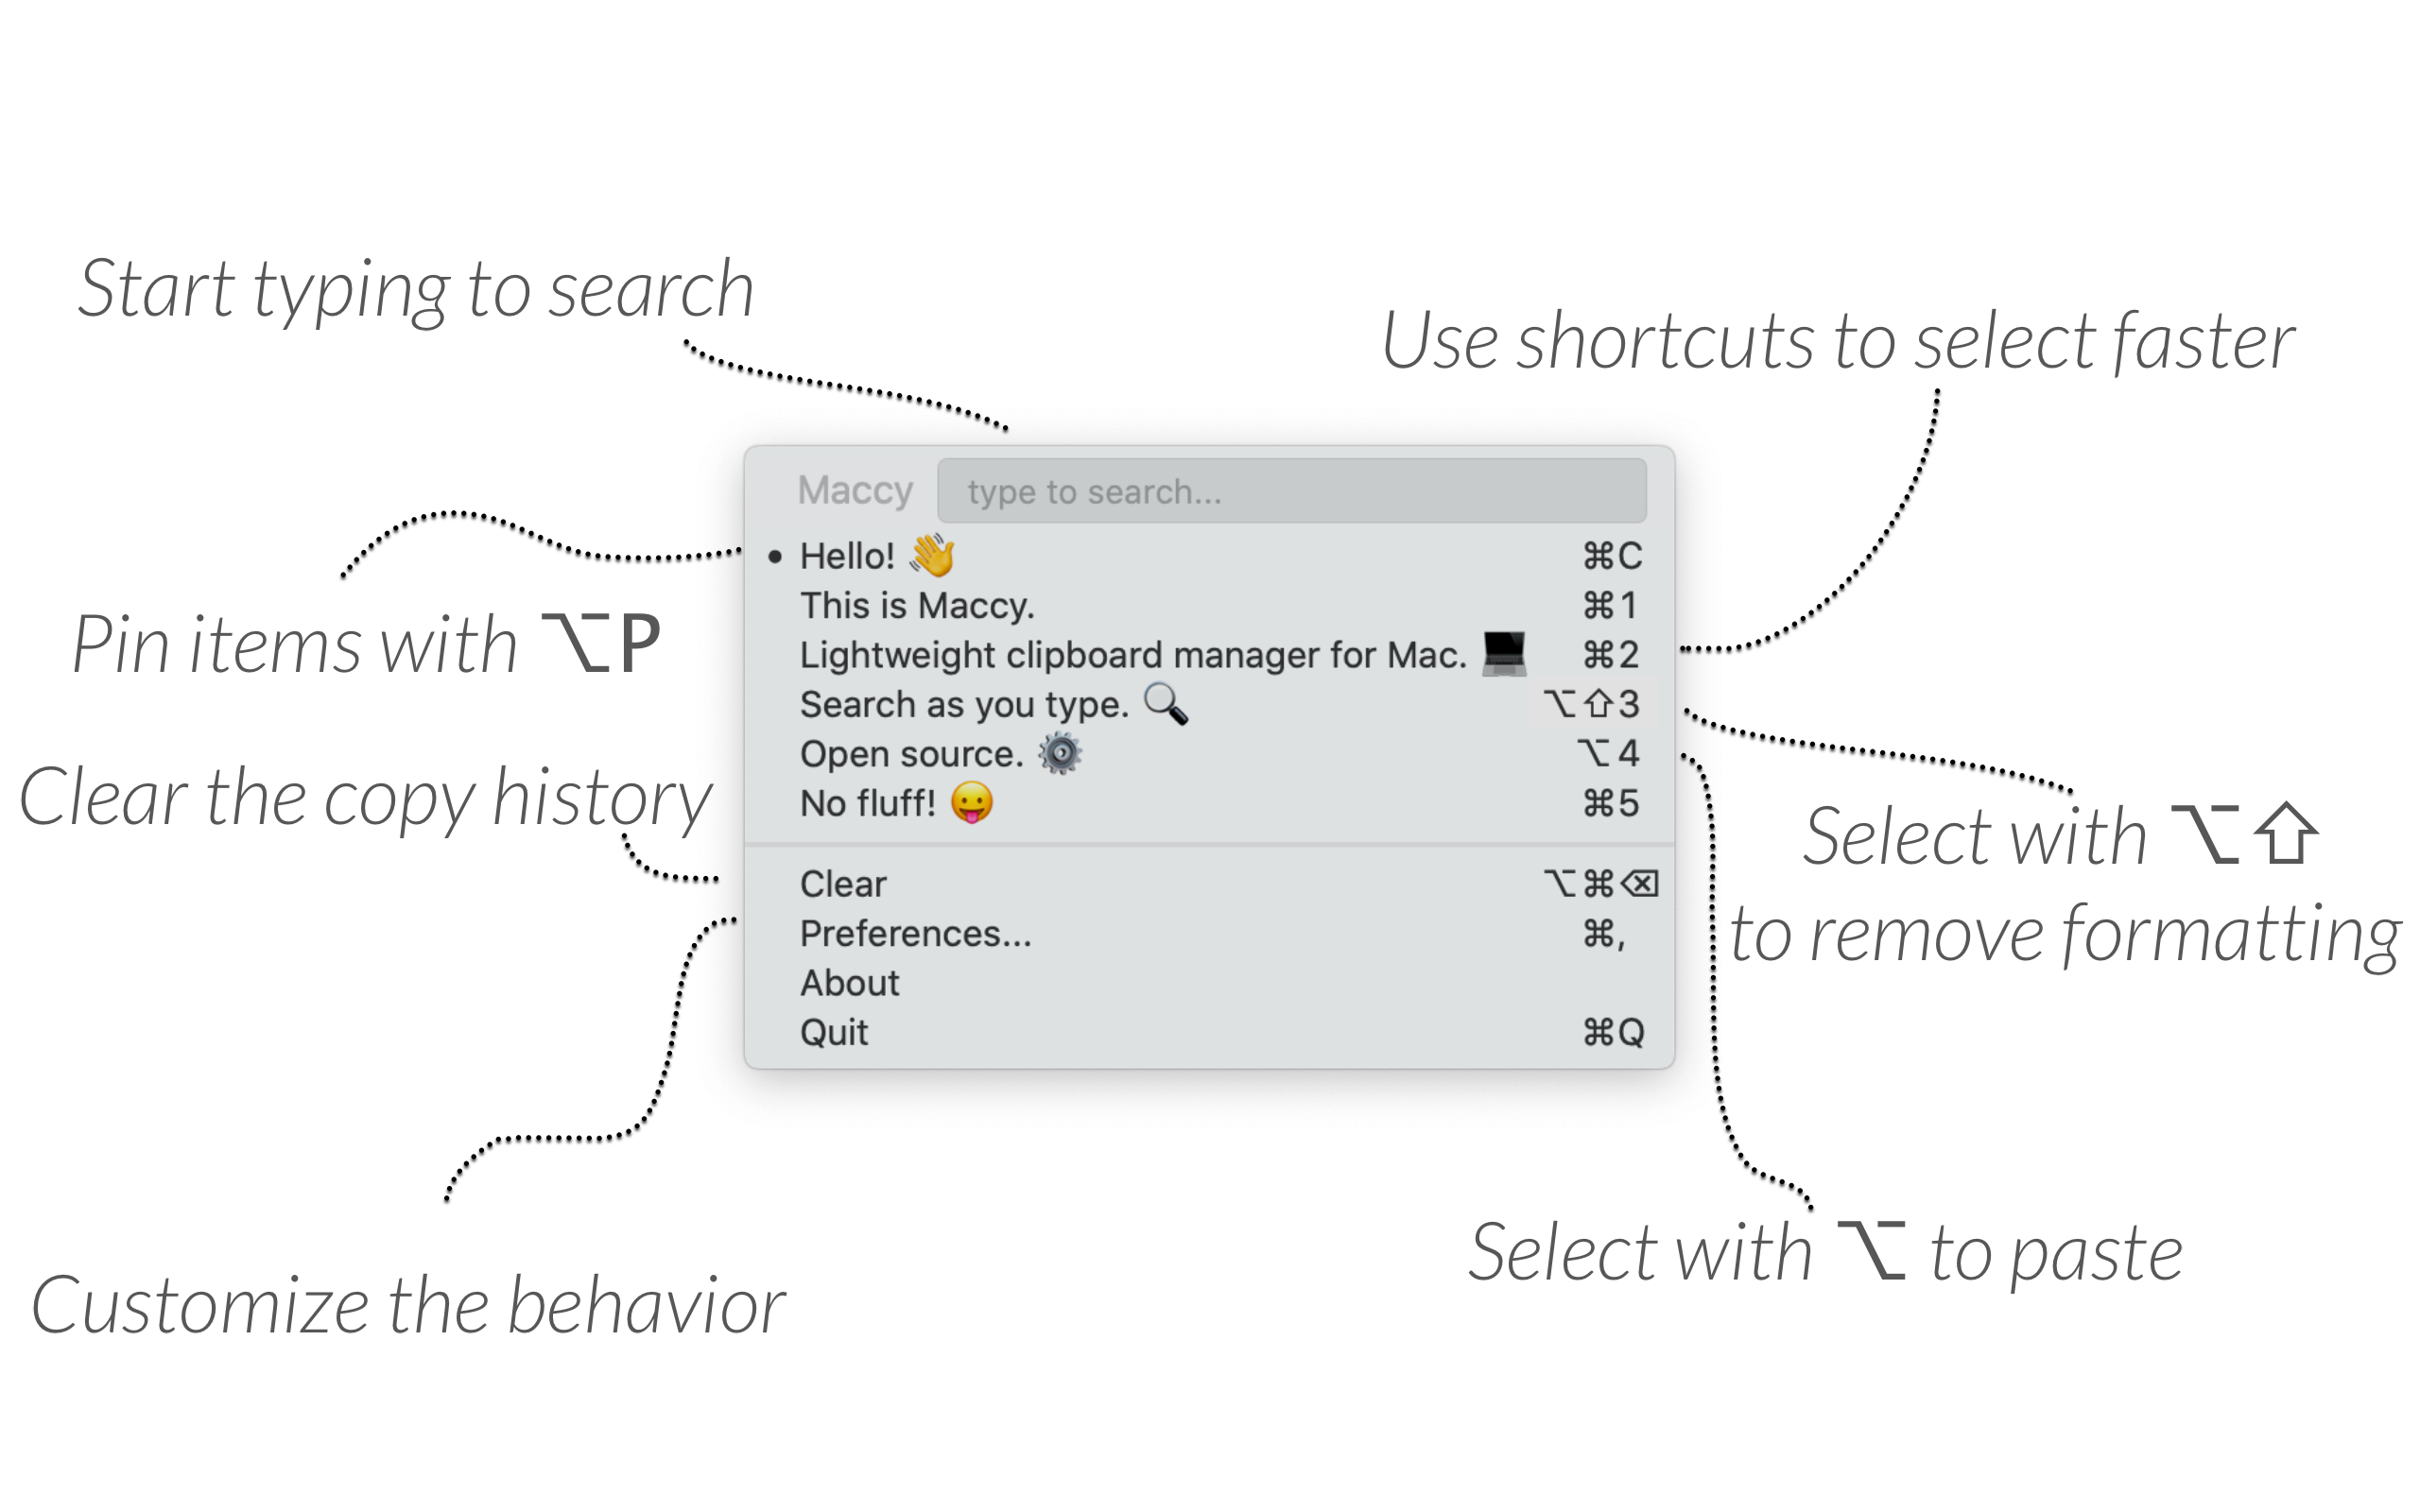 Start typing to search
Use shortcuts to select faster
Maccy type to search...
Hello! 👋 ⌘C
This is Maccy. ⌘1
Lightweight clipboard manager for Mac. 💻 ⌘2
Search as you type. 🔍 ⌥⇧3
Open source. ⚙️ ⌥4
No fluff! 😛 ⌘5
Clear ⌥⌘⌫
Preferences... ⌘,
About
Quit ⌘Q
Pin items with ⌥P
Clear the copy history
Customize the behavior
Select with ⌥⇧
to remove formatting
Select with ⌥ to paste